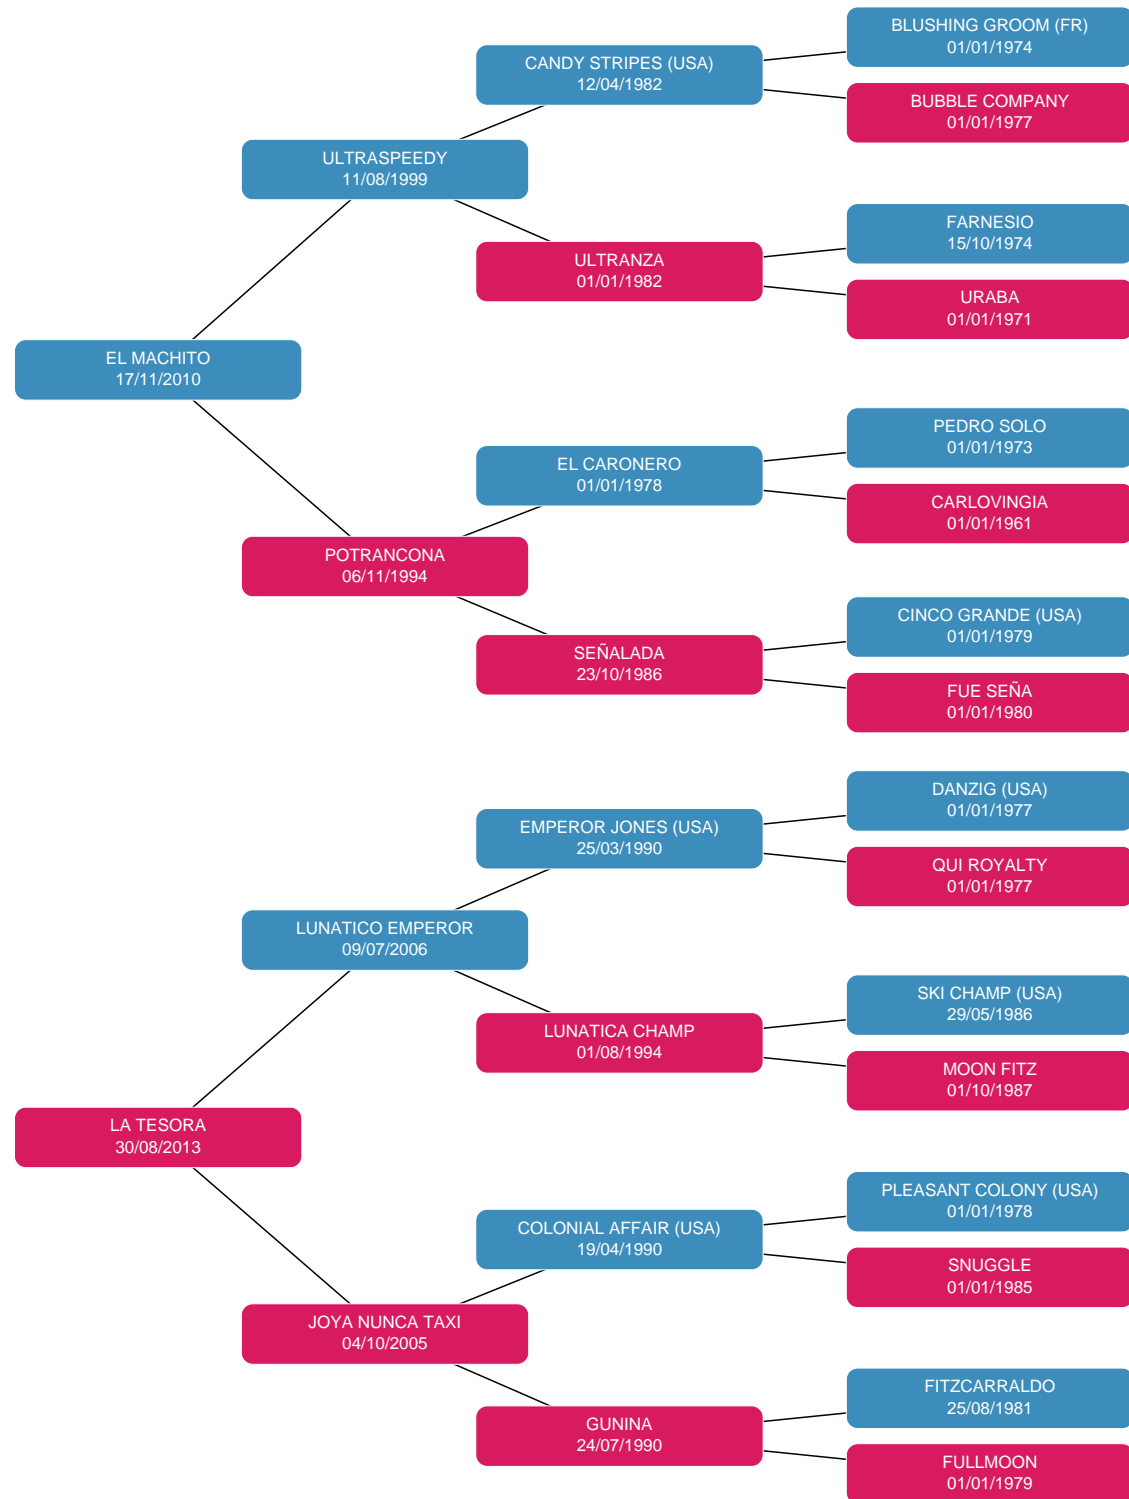 BLUSHING GROOM (FR)
01/01/1974
CANDY STRIPES (USA)
12/04/1982
BUBBLE COMPANY
01/01/1977
ULTRASPEEDY
11/08/1999
FARNESIO
15/10/1974
ULTRANZA
01/01/1982
URABA
01/01/1971
EL MACHITO
17/11/2010
PEDRO SOLO
01/01/1973
EL CARONERO
01/01/1978
CARLOVINGIA
01/01/1961
POTRANCONA
06/11/1994
CINCO GRANDE (USA)
01/01/1979
SEÑALADA
23/10/1986
FUE SEÑA
01/01/1980
DANZIG (USA)
01/01/1977
EMPEROR JONES (USA)
25/03/1990
QUI ROYALTY
01/01/1977
LUNATICO EMPEROR
09/07/2006
SKI CHAMP (USA)
29/05/1986
LUNATICA CHAMP
01/08/1994
MOON FITZ
01/10/1987
LA TESORA
30/08/2013
PLEASANT COLONY (USA)
01/01/1978
COLONIAL AFFAIR (USA)
19/04/1990
SNUGGLE
01/01/1985
JOYA NUNCA TAXI
04/10/2005
FITZCARRALDO
25/08/1981
GUNINA
24/07/1990
FULLMOON
01/01/1979